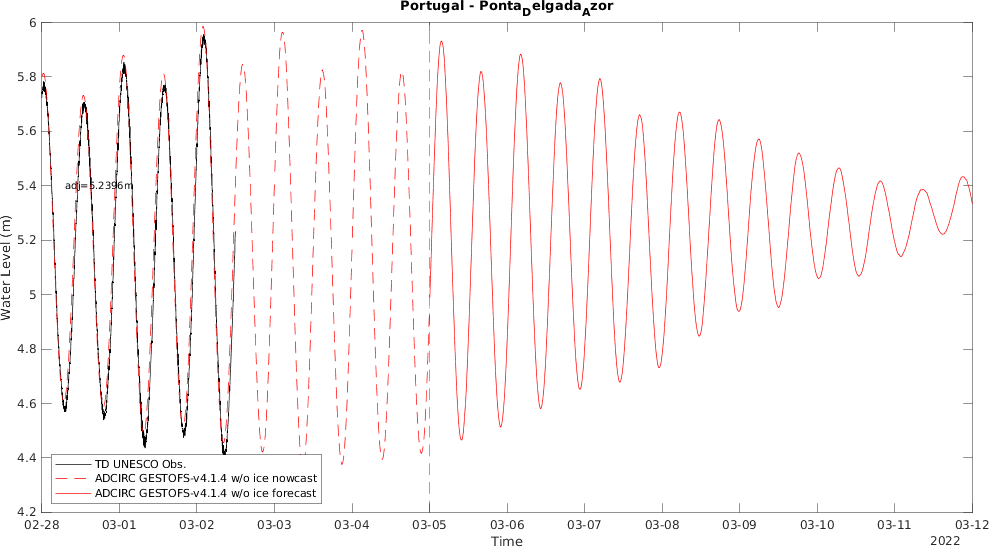 Portugal - PontaDelgadaAzor
6
5.8
5.6
5.4
5.2
5
4.8
4.6
4.4
4.2
Water Level (m)
adj=5.2396m
TD UNESCO Obs.
ADCIRC GESTOFS-v4.1.4 w/o ice nowcast
ADCIRC GESTOFS-v4.1.4 w/o ice forecast
02-28 03-01 03-02 03-03 03-04 03-05 03-06 03-07 03-08 03-09 03-10 03-11 03-12
Time
2022